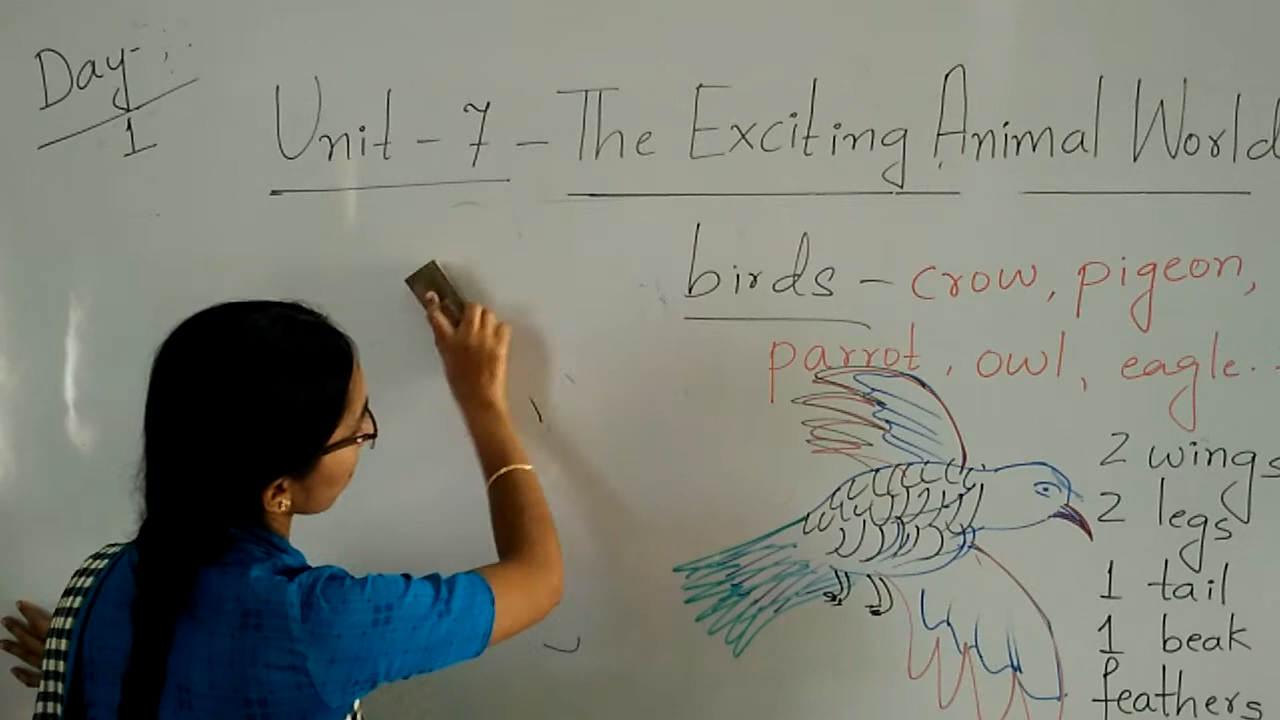 Day-
1
Unit - 7 - The Exciting Animal World
birds - crow, pigeon,
parrot, owl, eagle..
2 wings
2 legs
1 tail
1 beak
feathers